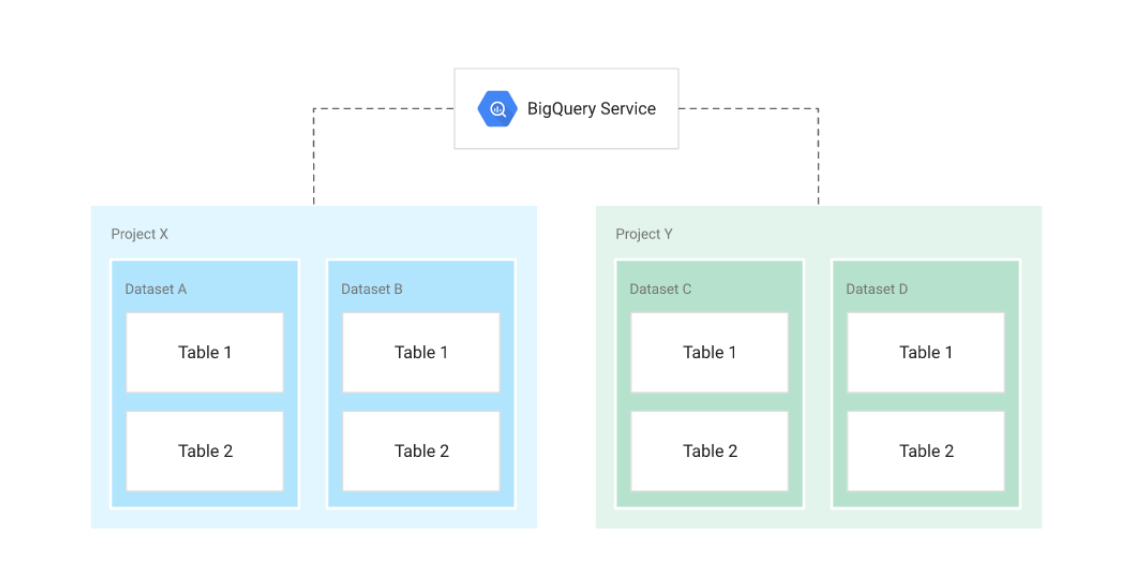 BigQuery Service
Project X
Dataset A
Table 1
Table 2
Dataset B
Table 1
Table 2
Project Y
Dataset C
Table 1
Table 2
Dataset D
Table 1
Table 2